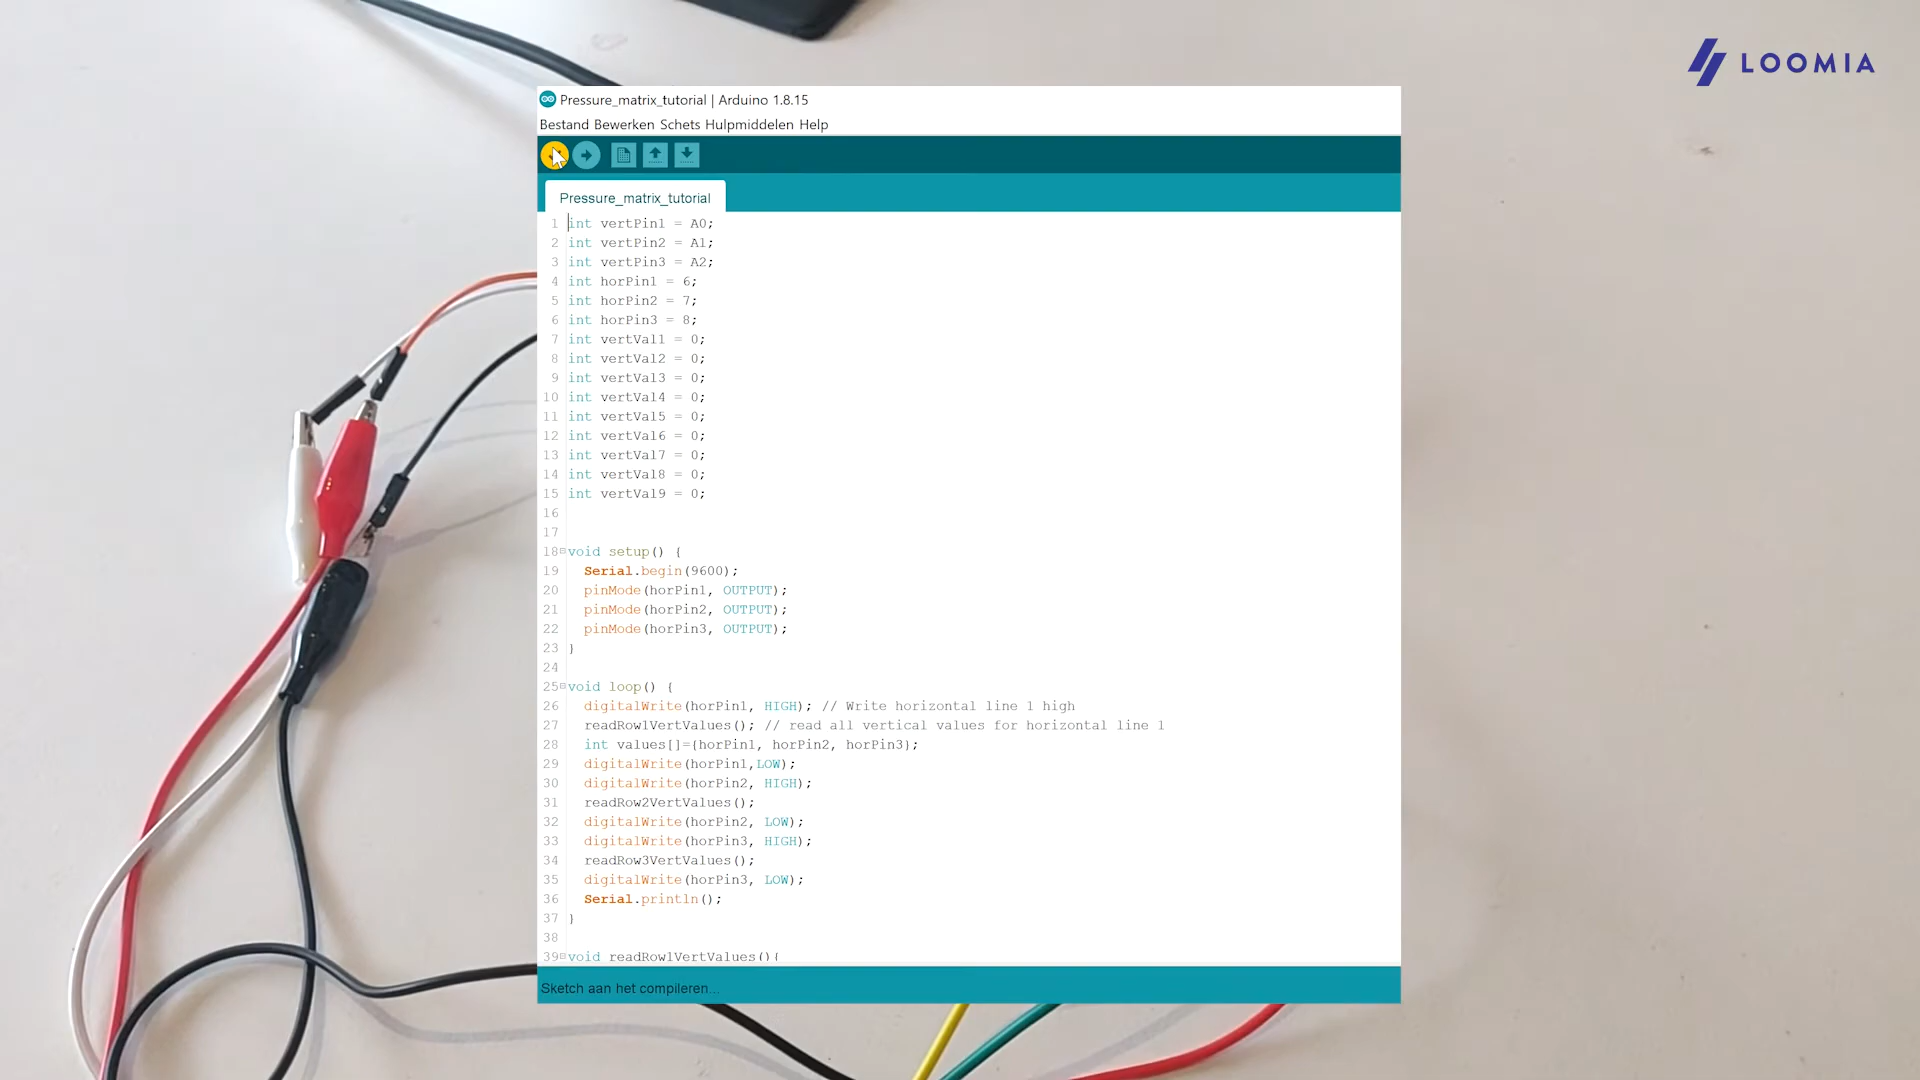 LOOMIA
Pressure_matrix_tutorial | Arduino 1.8.15
Bestand Bewerken Schets Hulpmiddelen Help
Pressure_matrix_tutorial
1 int vertPin1 = A0;
2 int vertPin2 = A1;
3 int vertPin3 = A2;
4 int horPin1 = 6;
5 int horPin2 = 7;
6 int horPin3 = 8;
7 int vertVal1 = 0;
8 int vertVal2 = 0;
9 int vertVal3 = 0;
10 int vertVal4 = 0;
11 int vertVal5 = 0;
12 int vertVal6 = 0;
13 int vertVal7 = 0;
14 int vertVal8 = 0;
15 int vertVal9 = 0;
16
17
18 void setup() {
19 Serial.begin(9600);
20 pinMode(horPin1, OUTPUT);
21 pinMode(horPin2, OUTPUT);
22 pinMode(horPin3, OUTPUT);
23 }
24
25 void loop() {
26 digitalWrite(horPin1, HIGH); // Write horizontal line 1 high
27 readRow1VertValues(); // read all vertical values for horizontal line 1
28 int values[]={horPin1, horPin2, horPin3};
29 digitalWrite(horPin1,LOW);
30 digitalWrite(horPin2, HIGH);
31 readRow2VertValues();
32 digitalWrite(horPin2, LOW);
33 digitalWrite(horPin3, HIGH);
34 readRow3VertValues();
35 digitalWrite(horPin3, LOW);
36 Serial.println();
37 }
38
39 void readRow1VertValues(){
Sketch aan het compileren...